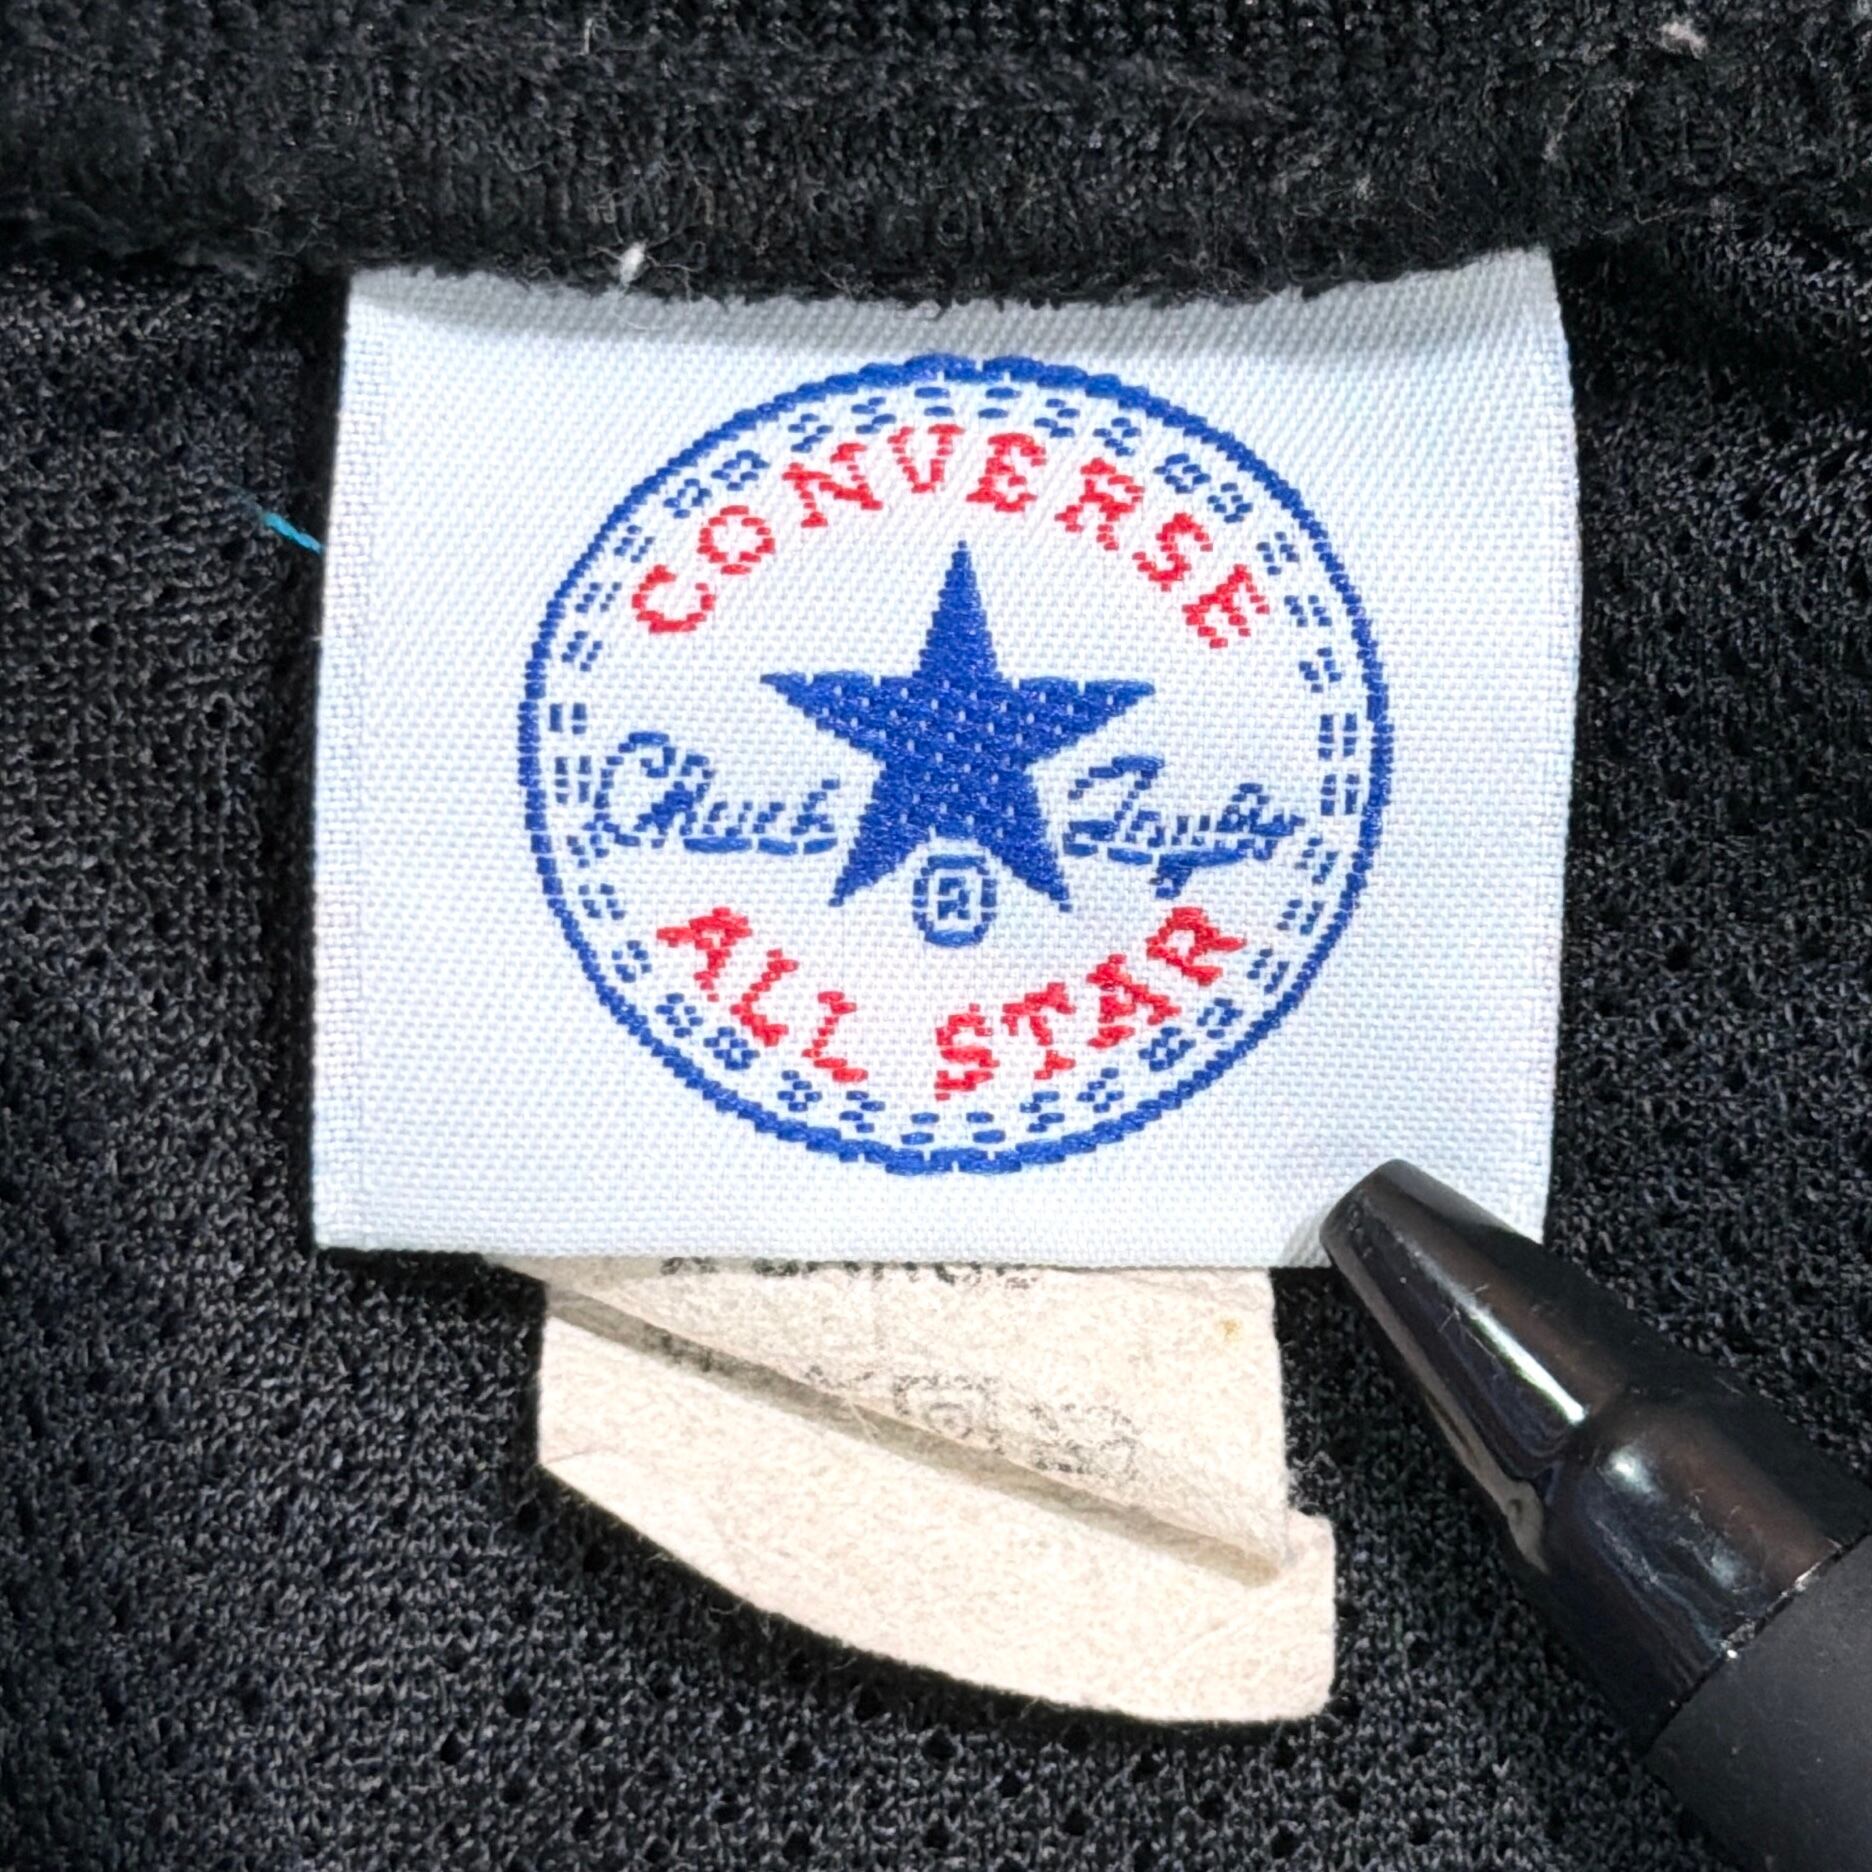 CONVERSE
Chuck Taylor
®
ALL STAR